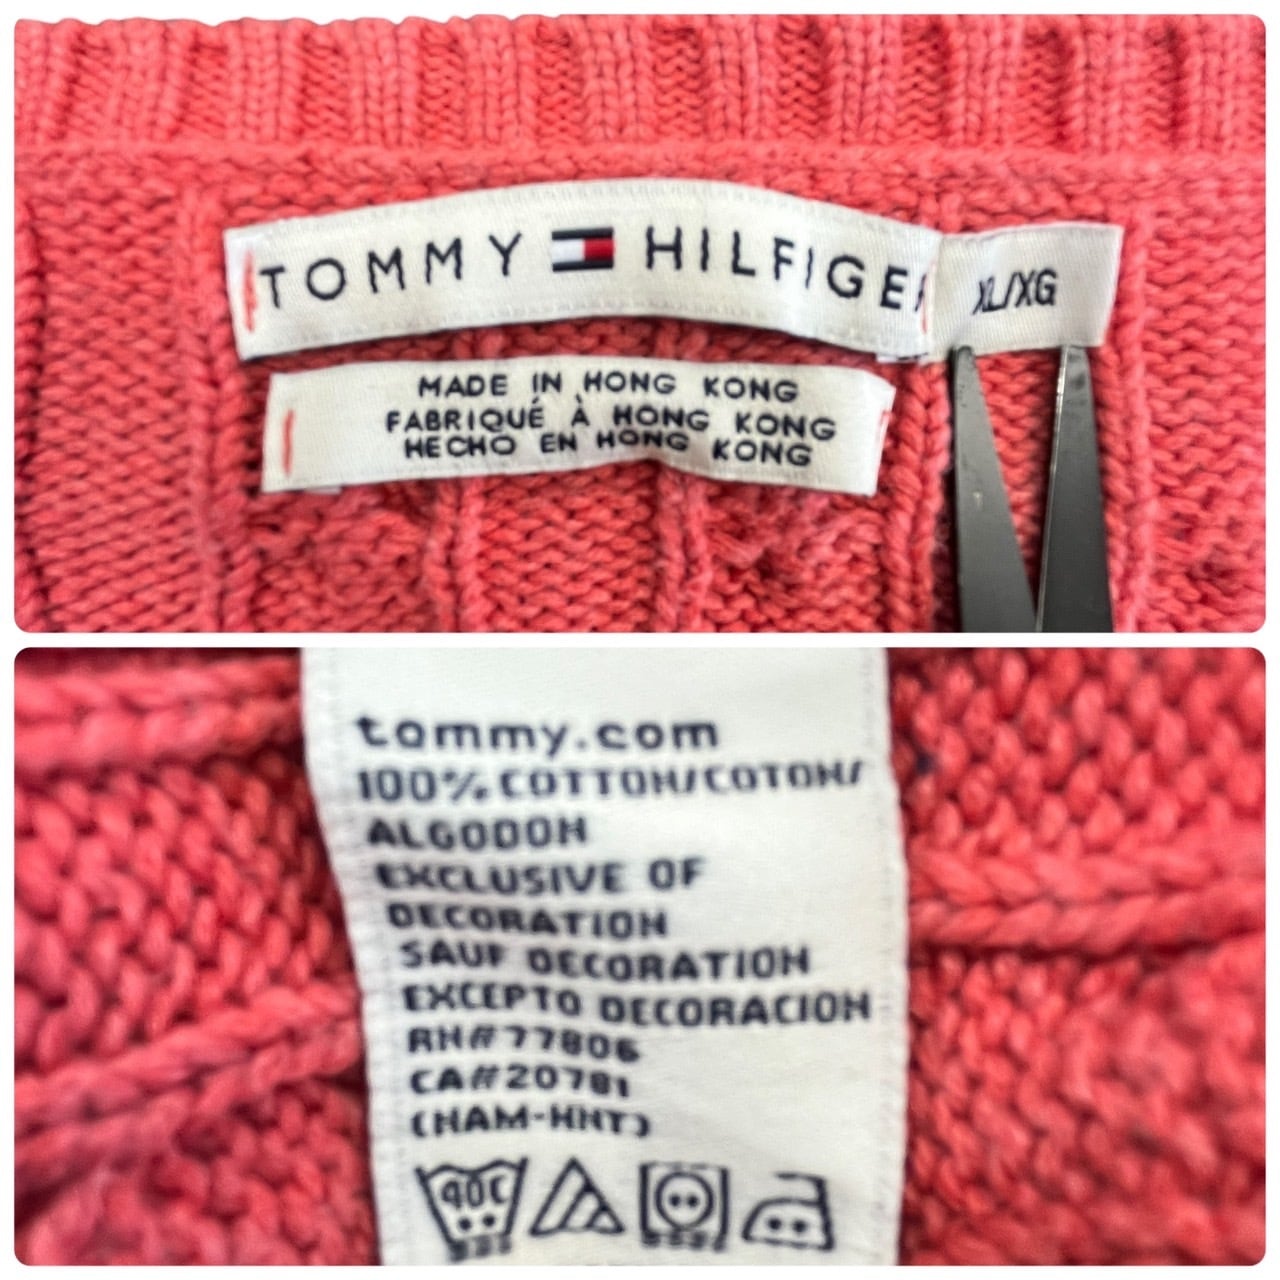 TOMMY HILFIGER
XL/XG
MADE IN HONG KONG
FABRIQUÉ À HONG KONG
HECHO EN HONG KONG
tommy.com
100% COTTON/COTON/
ALGODON
EXCLUSIVE OF
DECORATION
SAUF DECORATION
EXCEPTO DECORACION
RN#77806
CA#20781
(HAM-HNT)
40C